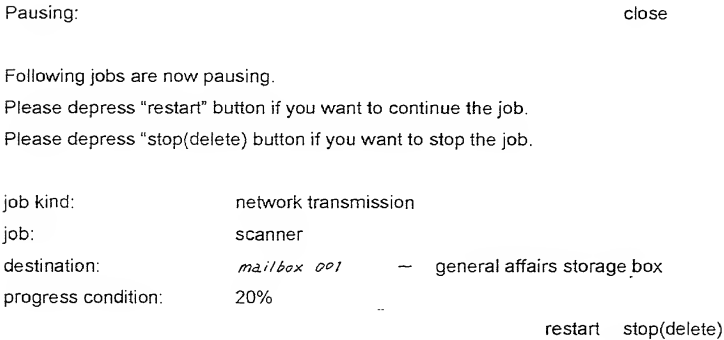 Pausing: close
Following jobs are now pausing.
Please depress "restart" button if you want to continue the job.
Please depress "stop(delete) button if you want to stop the job.
job kind: network transmission
job: scanner
destination: mailbox 001 — general affairs storage box
progress condition: 20%
restart stop(delete)